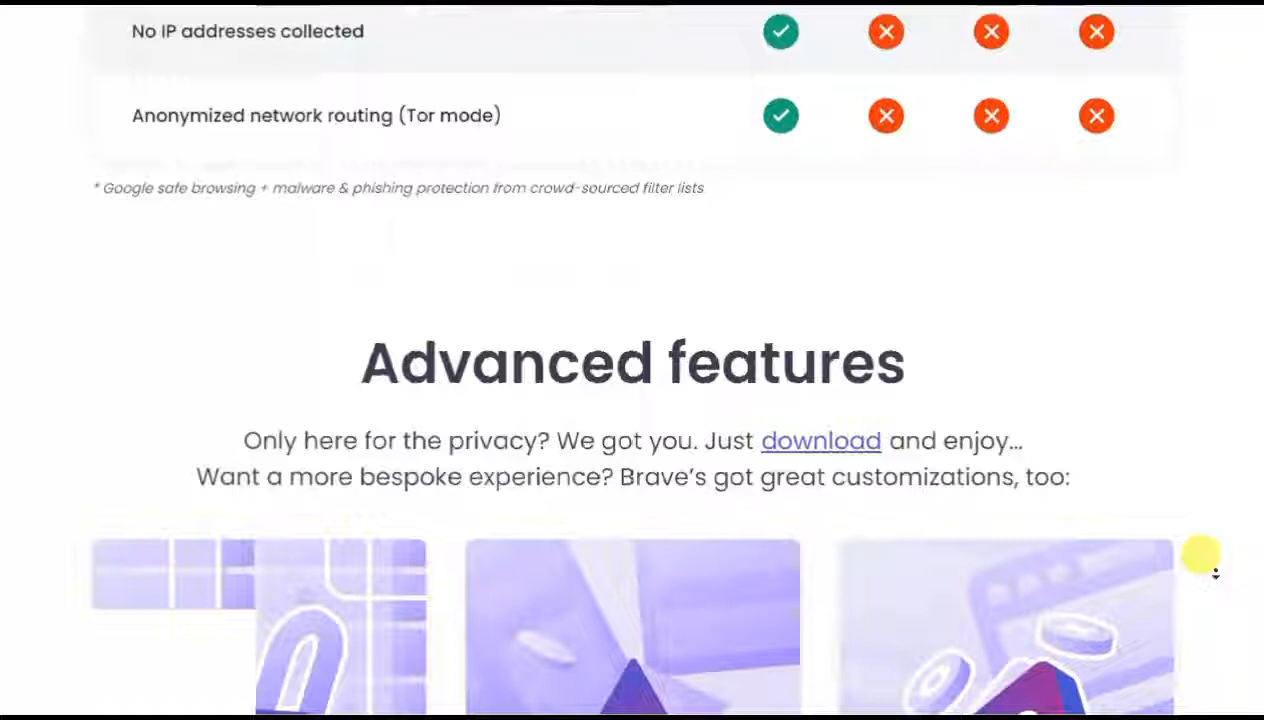 No IP addresses collected
Anonymized network routing (Tor mode)
* Google safe browsing + malware & phishing protection from crowd-sourced filter lists
Advanced features
Only here for the privacy? We got you. Just download and enjoy...
Want a more bespoke experience? Brave’s got great customizations, too: